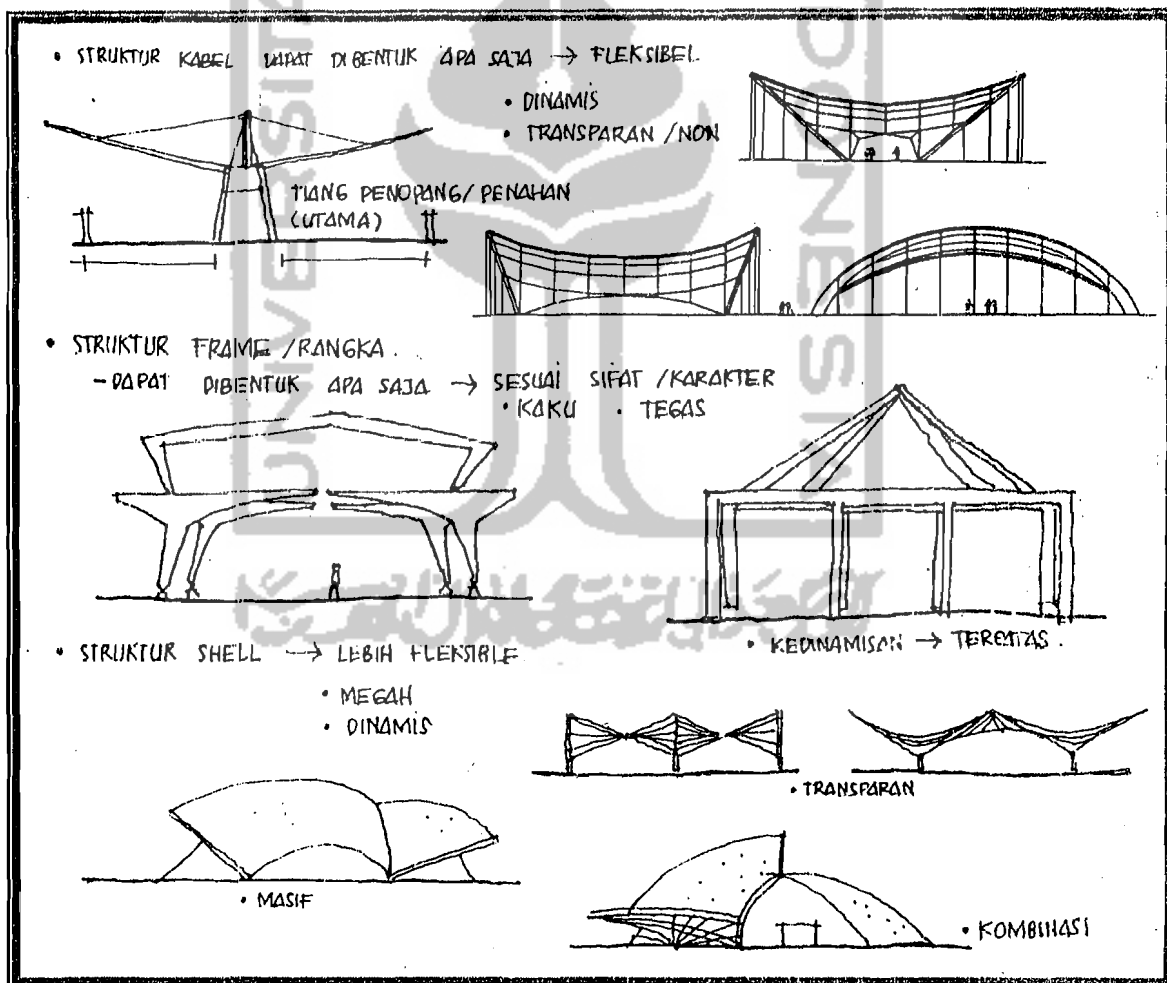 • STRUKTUR KABEL DAPAT DIBENTUK APA SAJA → FLEKSIBEL
• DINAMIS
• TRANSPARAN / NON
TIANG PENOPANG / PENAHAN
(UTAMA)
• STRUKTUR FRAME / RANGKA.
- DAPAT DIBENTUK APA SAJA → SESUAI SIFAT / KARAKTER
• KAKU • TEGAS
• KEDINAMISAN → TERBATAS.
• STRUKTUR SHELL → LEBIH FLEKSIBLE
• MEGAH
• DINAMIS
• TRANSPARAN
• MASIF
• KOMBINASI
UNIVERSITAS